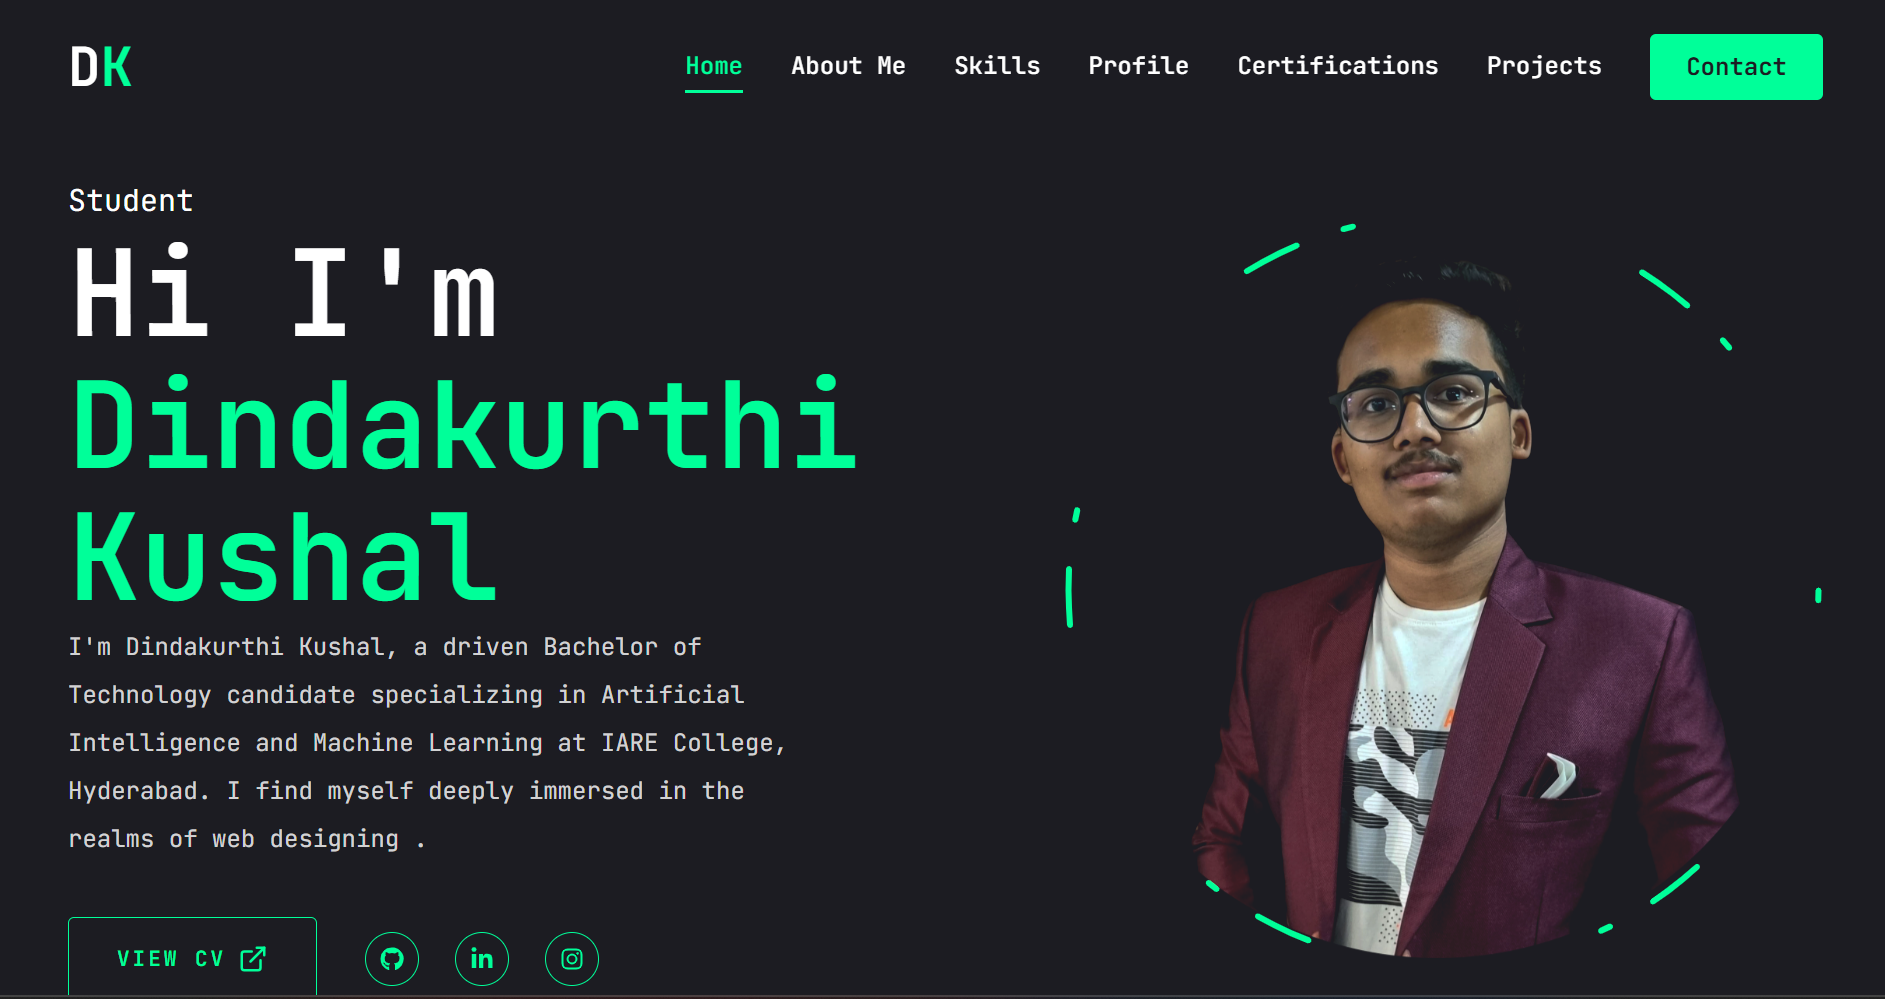 DK
Home About Me Skills Profile Certifications Projects Contact
Student
Hi I'm
Dindakurthi
Kushal
I'm Dindakurthi Kushal, a driven Bachelor of
Technology candidate specializing in Artificial
Intelligence and Machine Learning at IARE College,
Hyderabad. I find myself deeply immersed in the
realms of web designing .
VIEW CV
in